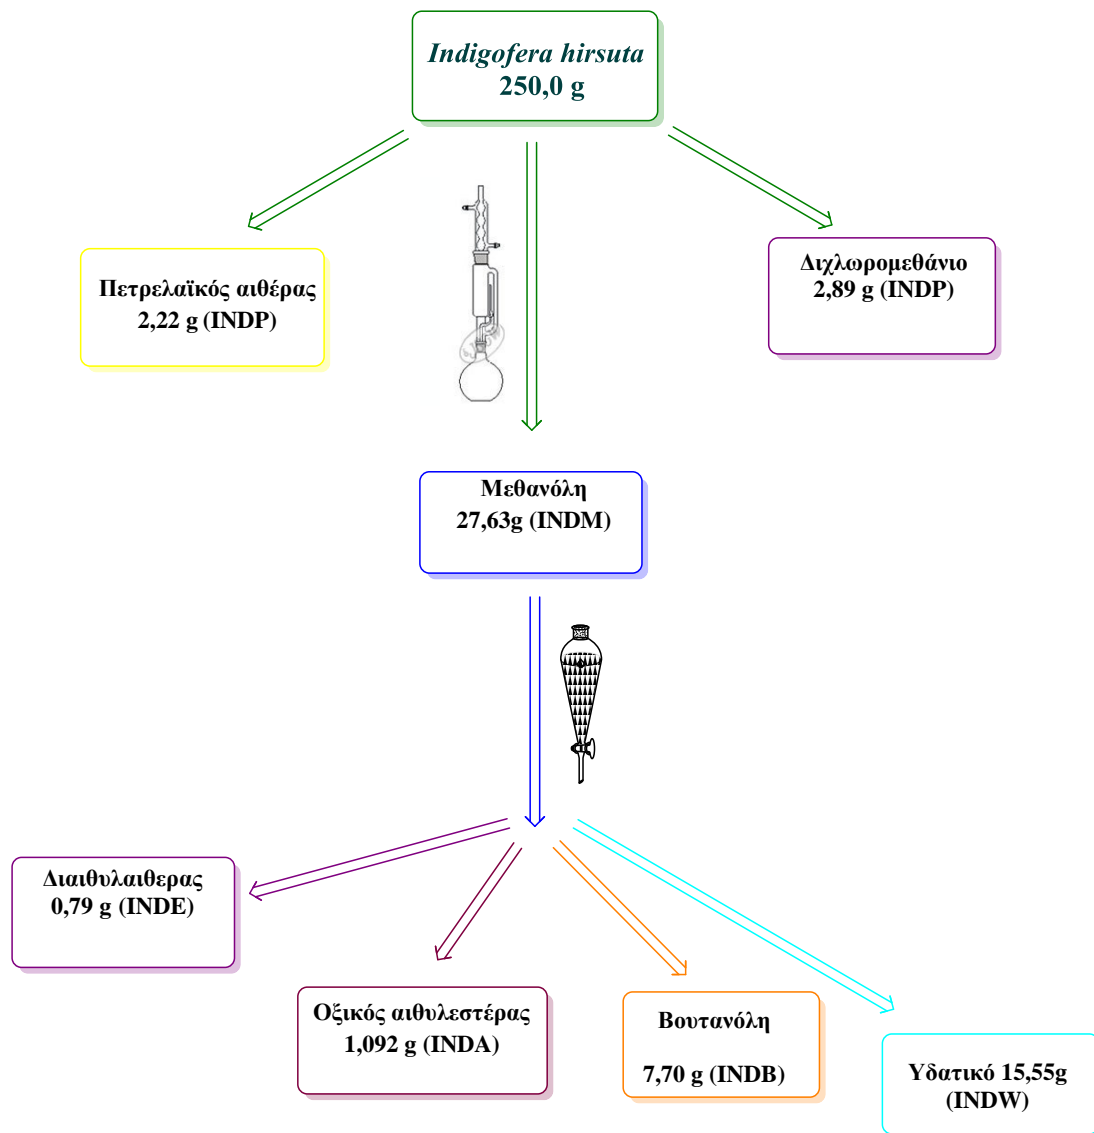 Indigofera hirsuta
250,0 g
Πετρελαϊκός αιθέρας
2,22 g (INDP)
Διχλωρομεθάνιο
2,89 g (INDP)
Μεθανόλη
27,63g (INDM)
Διαιθυλαιθερας
0,79 g (INDE)
Οξικός αιθυλεστέρας
1,092 g (INDA)
Βουτανόλη
7,70 g (INDB)
Υδατικό 15,55g
(INDW)